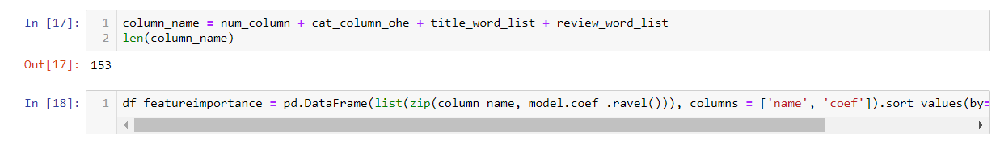 In [17]: 1 column_name = num_column + cat_column_ohe + title_word_list + review_word_list
2 len(column_name)
Out[17]: 153
In [18]: 1 df_featureimportance = pd.DataFrame(list(zip(column_name, model.coef_.ravel())), columns = ['name', 'coef']).sort_values(by=